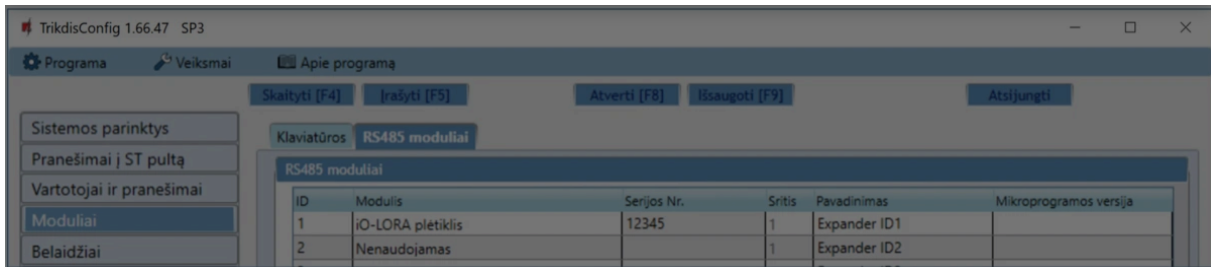 TrikdisConfig 1.66.47 SP3
Programa Veiksmai Apie programą
Skaityti [F4] Įrašyti [F5] Atverti [F8] Išsaugoti [F9] Atsijungti
Sistemos parinktys
Pranešimai į ST pultą
Vartotojai ir pranešimai
Moduliai
Belaidžiai
Klaviatūros RS485 moduliai
RS485 moduliai
ID Modulis Serijos Nr. Sritis Pavadinimas Mikroprogramos versija
1 iO-LORA plėtiklis 12345 1 Expander ID1
2 Nenaudojamas 1 Expander ID2